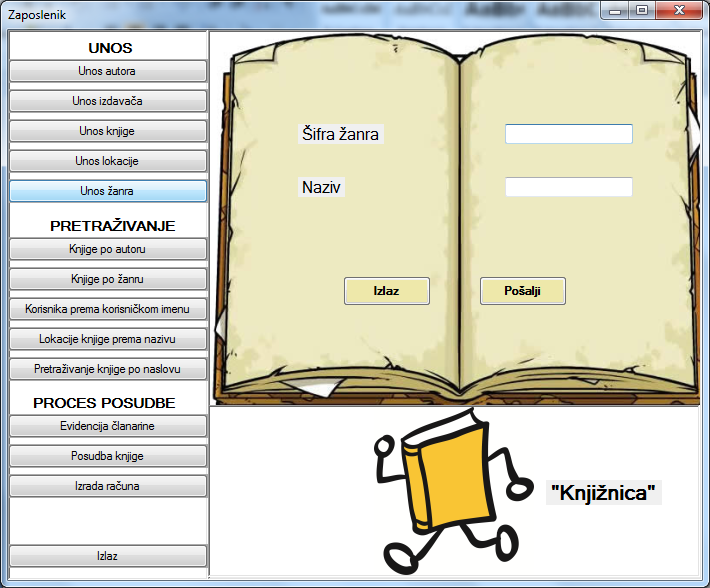 Zaposlenik
UNOS
Unos autora
Unos izdavača
Unos knjige
Unos lokacije
Unos žanra
PRETRAŽIVANJE
Knjige po autoru
Knjige po žanru
Korisnika prema korisničkom imenu
Lokacije knjige prema nazivu
Pretraživanje knjige po naslovu
PROCES POSUDBE
Evidencija članarine
Posudba knjige
Izrada računa
Izlaz
Šifra žanra
Naziv
Izlaz
Pošalji
"Knjižnica"